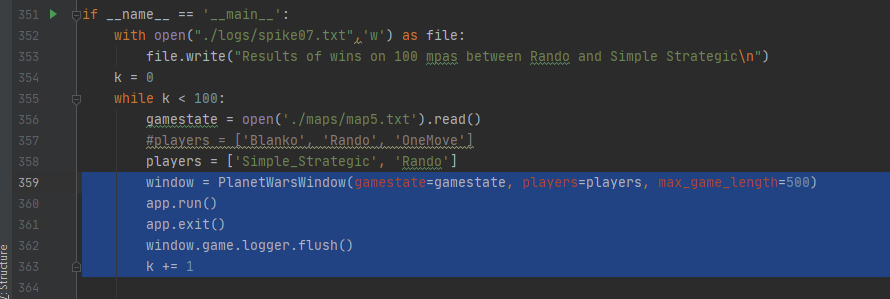 351 if __name__ == '__main__':
352 with open("./logs/spike07.txt",'w') as file:
353 file.write("Results of wins on 100 mpas between Rando and Simple Strategic\n")
354 k = 0
355 while k < 100:
356 gamestate = open('./maps/map5.txt').read()
357 #players = ['Blanko', 'Rando', 'OneMove']
358 players = ['Simple_Strategic', 'Rando']
359 window = PlanetWarsWindow(gamestate=gamestate, players=players, max_game_length=500)
360 app.run()
361 app.exit()
362 window.game.logger.flush()
363 k += 1
364
Structure